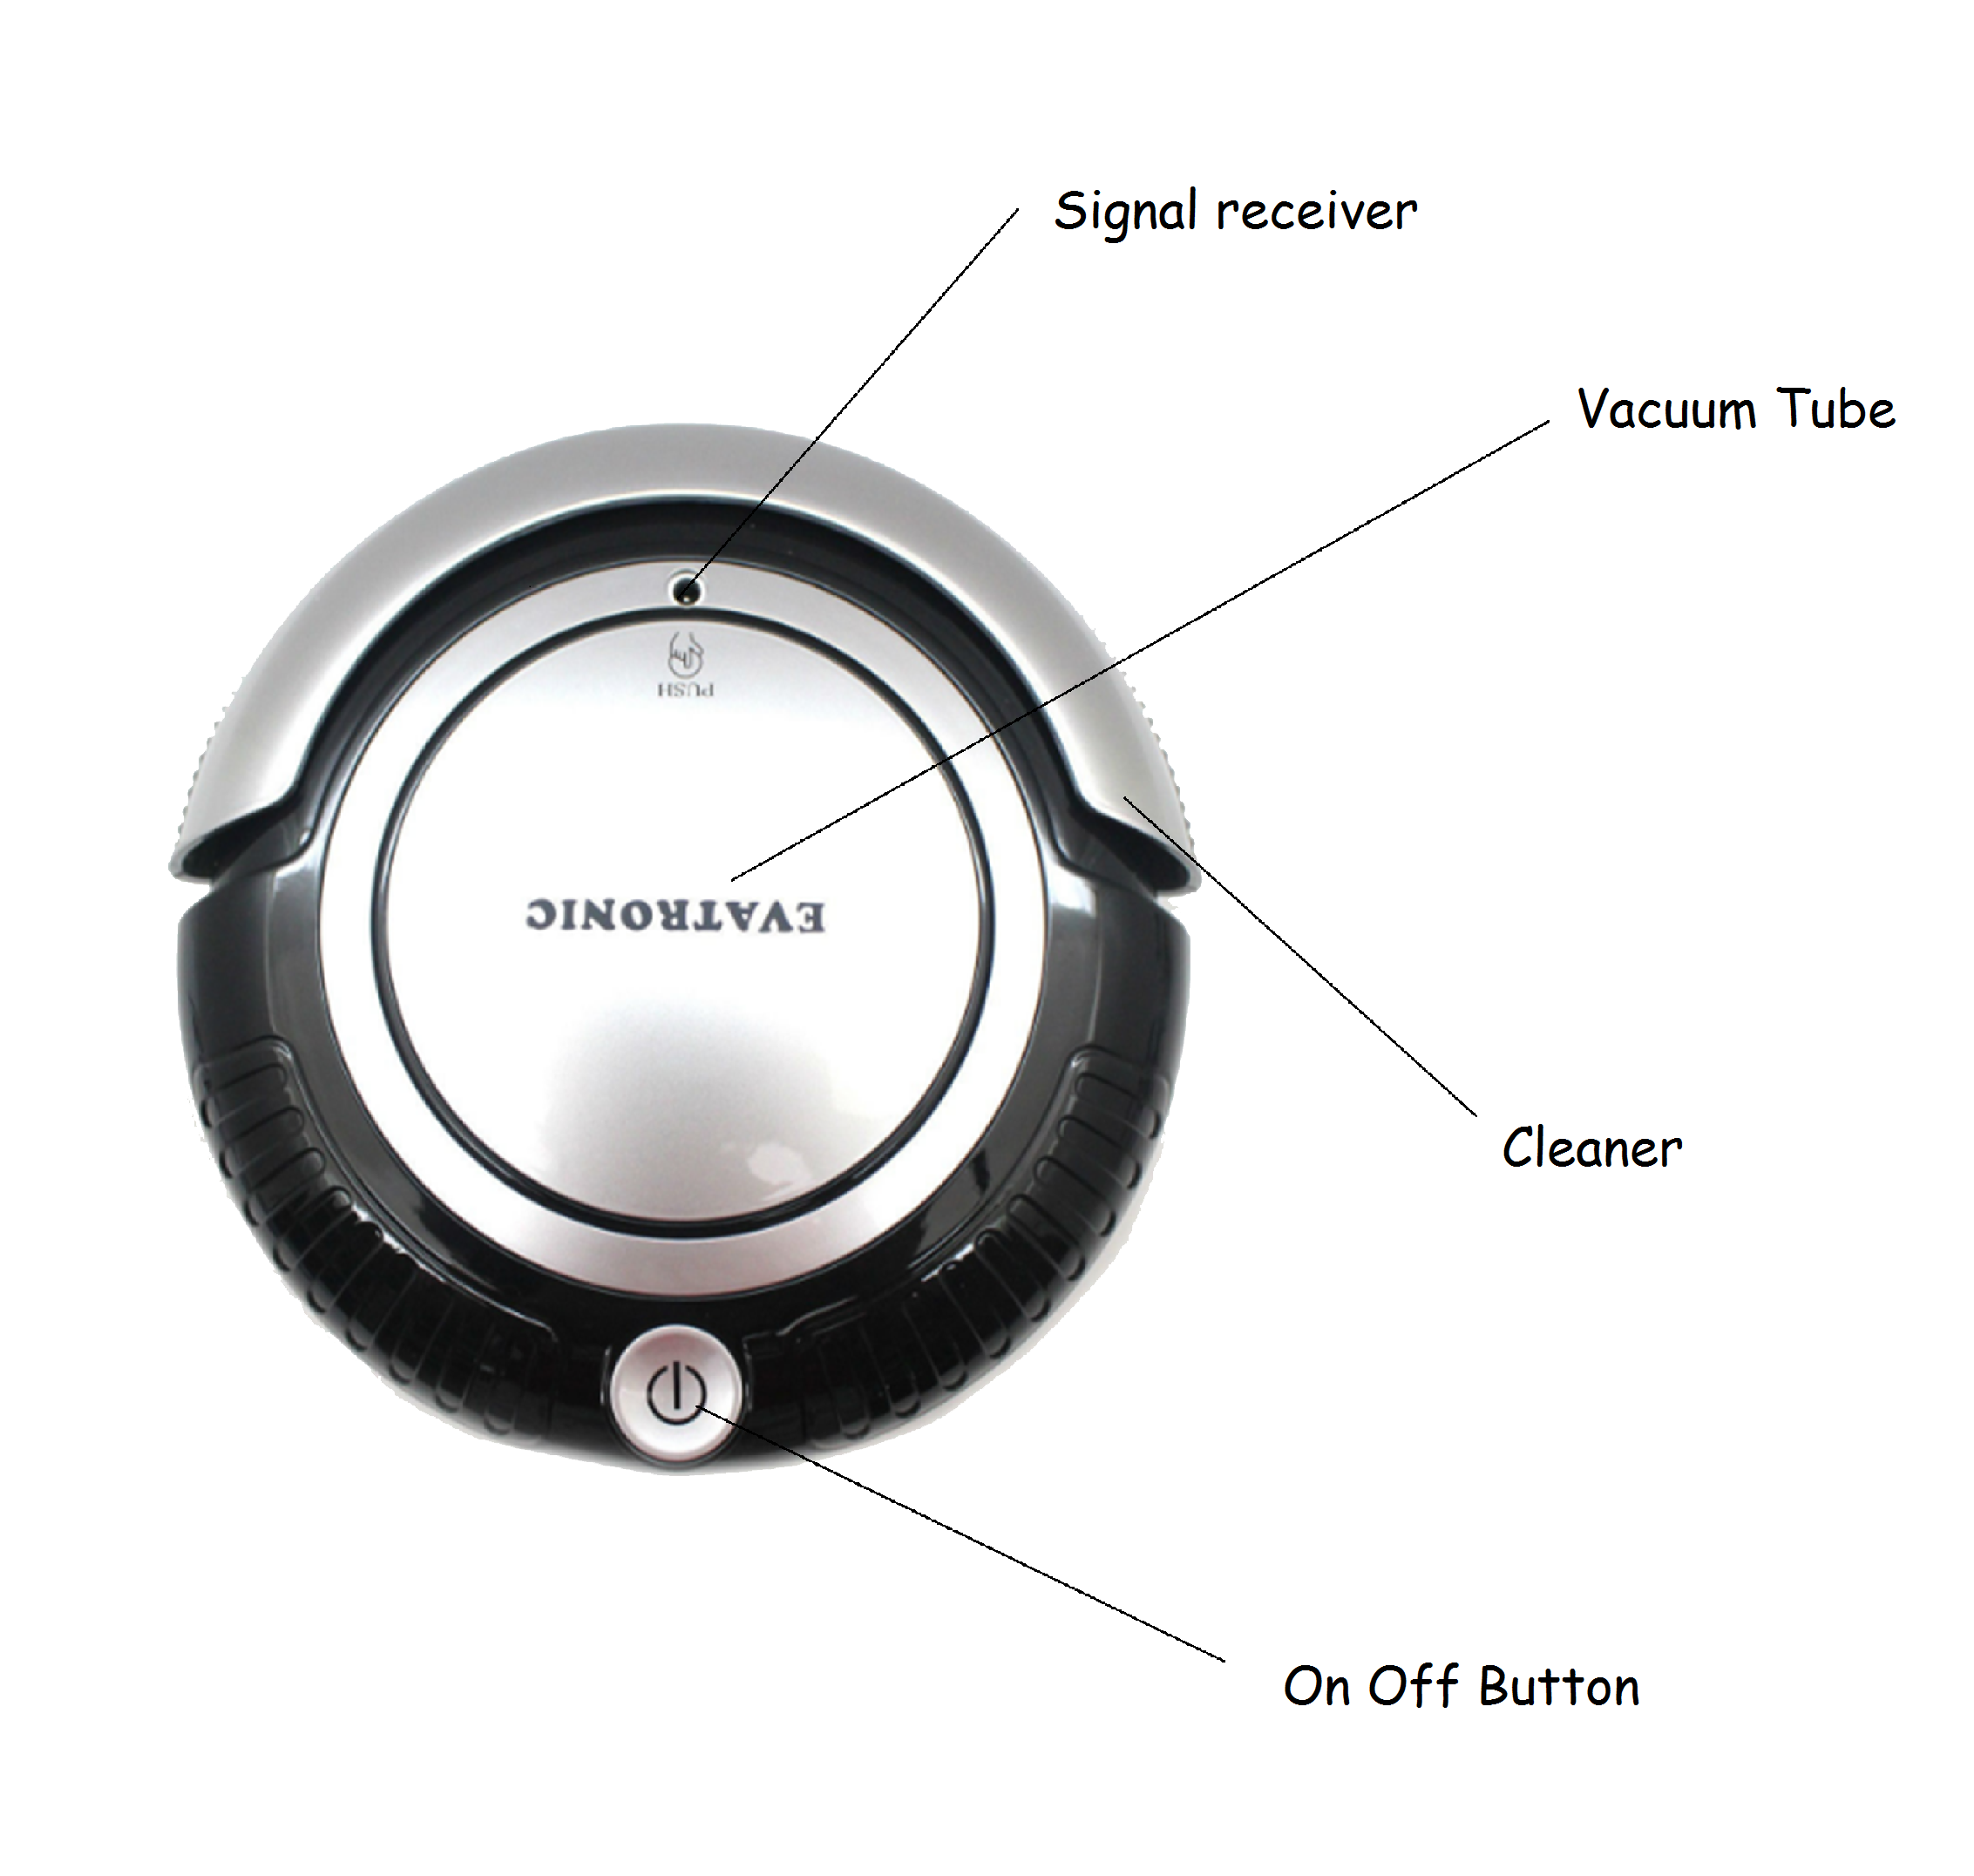 Signal receiver
Vacuum Tube
PUSH
EVATRONIC
Cleaner
On Off Button